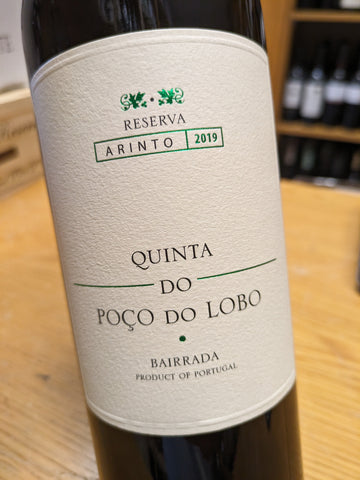 RESERVA
ARINTO 2019
QUINTA
DO
POÇO DO LOBO
BAIRRADA
PRODUCT OF PORTUGAL